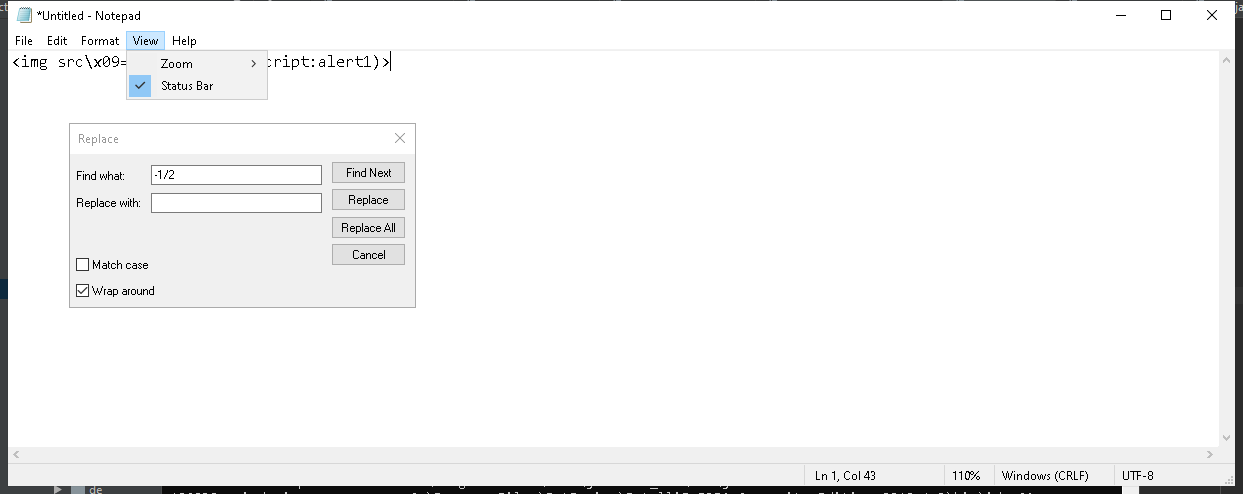 *Untitled - Notepad
File Edit Format View Help
<img src\x09= cript:alert1)>
Zoom
Status Bar
Replace
Find what: -1/2 Find Next
Replace with: Replace
Replace All
Cancel
Match case
Wrap around
Ln 1, Col 43 110% Windows (CRLF) UTF-8
de